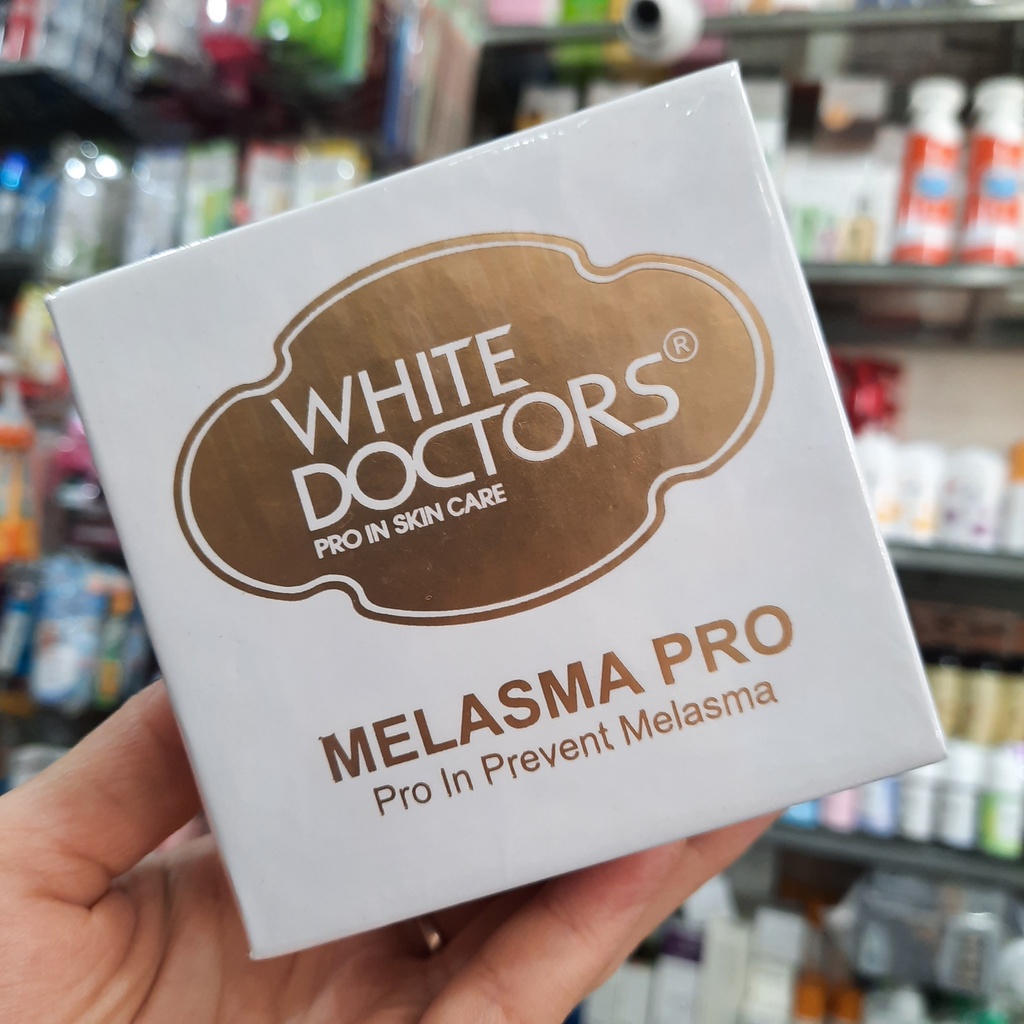 WHITE
DOCTORS®
PRO IN SKIN CARE
MELASMA PRO
Pro In Prevent Melasma